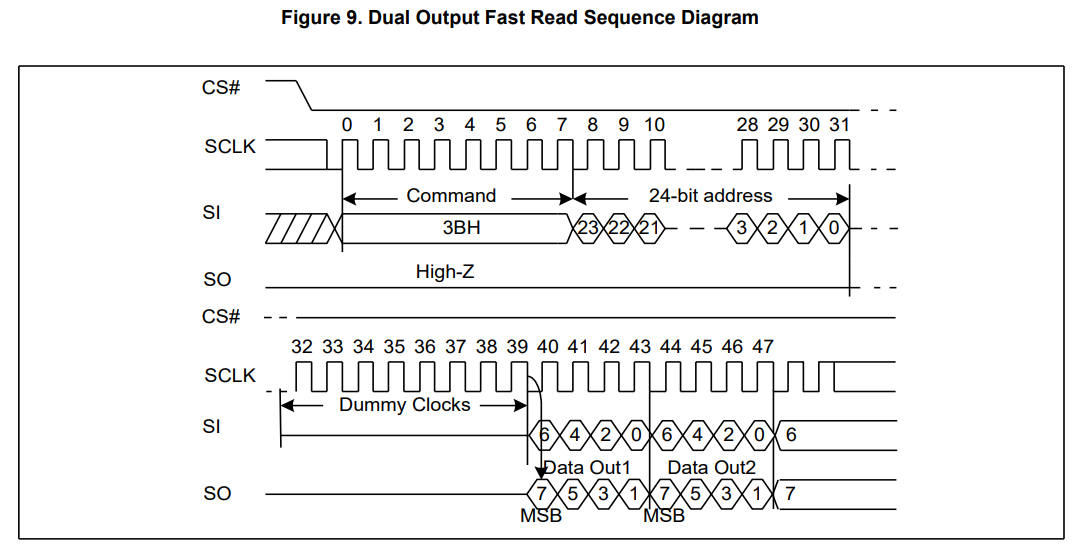 Figure 9. Dual Output Fast Read Sequence Diagram
CS#
0 1 2 3 4 5 6 7 8 9 10 28 29 30 31
SCLK
Command 24-bit address
SI
3BH 23 22 21 3 2 1 0
High-Z
SO
CS#
32 33 34 35 36 37 38 39 40 41 42 43 44 45 46 47
SCLK
Dummy Clocks
SI
6 4 2 0 6 4 2 0 6
Data Out1 Data Out2
SO
7 5 3 1 7 5 3 1 7
MSB MSB